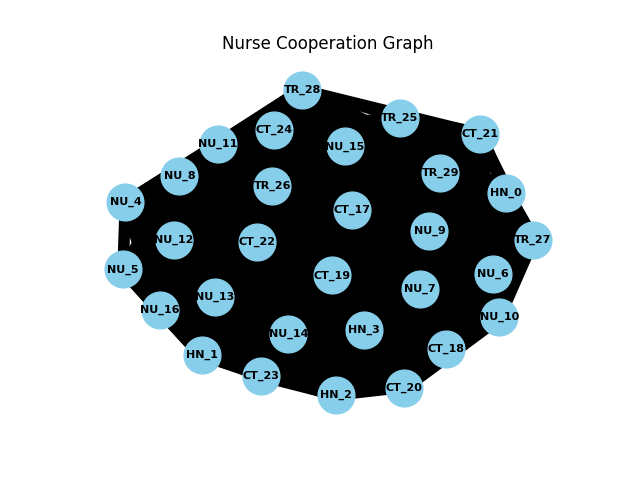 Nurse Cooperation Graph
TR_28
TR_25
CT_24
CT_21
NU_11
NU_15
TR_29
NU_8
TR_26
HN_0
NU_4
CT_17
NU_9
NU_12
CT_22
TR_27
NU_5
CT_19
NU_6
NU_7
NU_13
NU_16
NU_10
HN_3
NU_14
CT_18
HN_1
CT_23
CT_20
HN_2